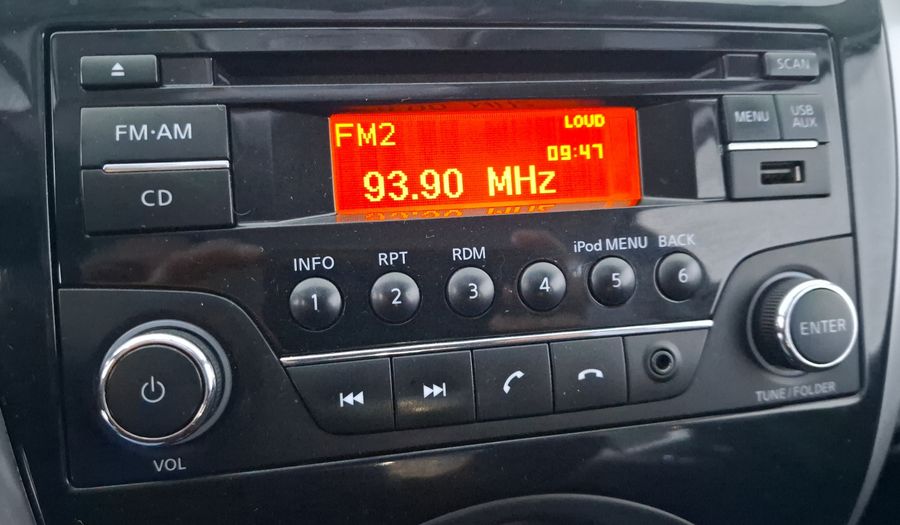 SCAN
FM·AM
CD
FM2
LOUD
09:47
93.90 MHz
MENU
USB
AUX
INFO
RPT
RDM
iPod MENU
BACK
1
2
3
4
5
6
ENTER
TUNE/FOLDER
VOL